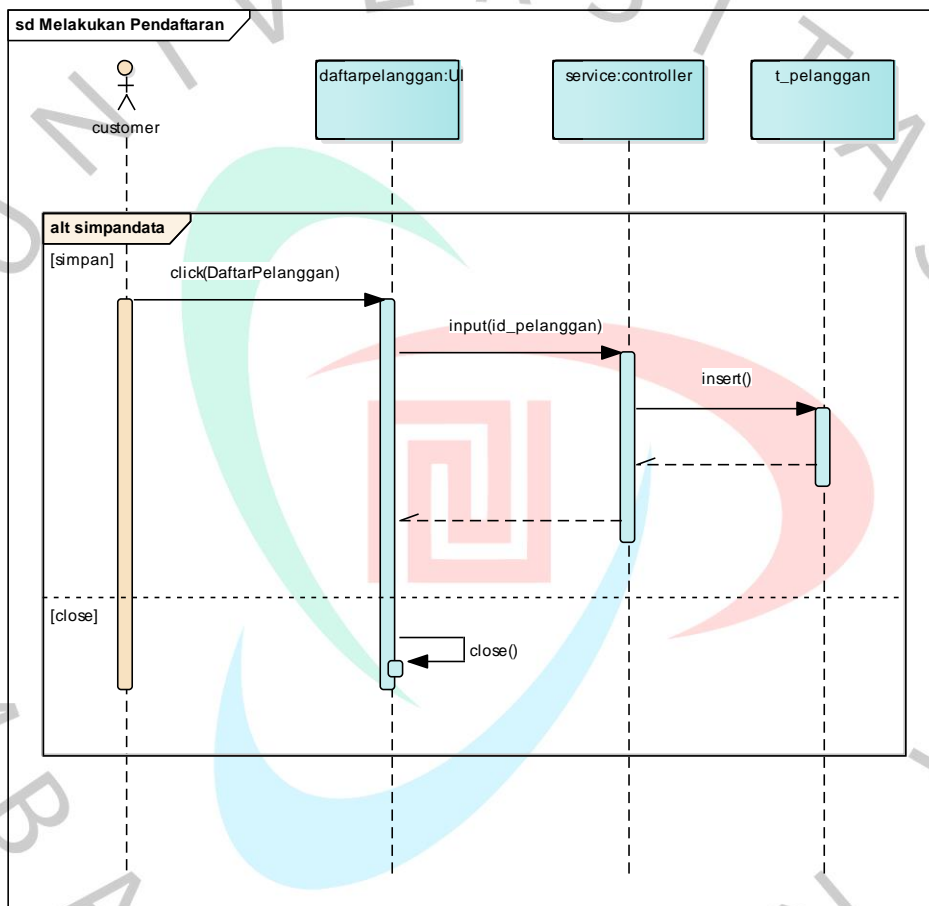 sd Melakukan Pendaftaran
customer
daftarpelanggan:UI
service:controller
t_pelanggan
alt simpandata
[simpan]
click(DaftarPelanggan)
input(id_pelanggan)
insert()
[close]
close()